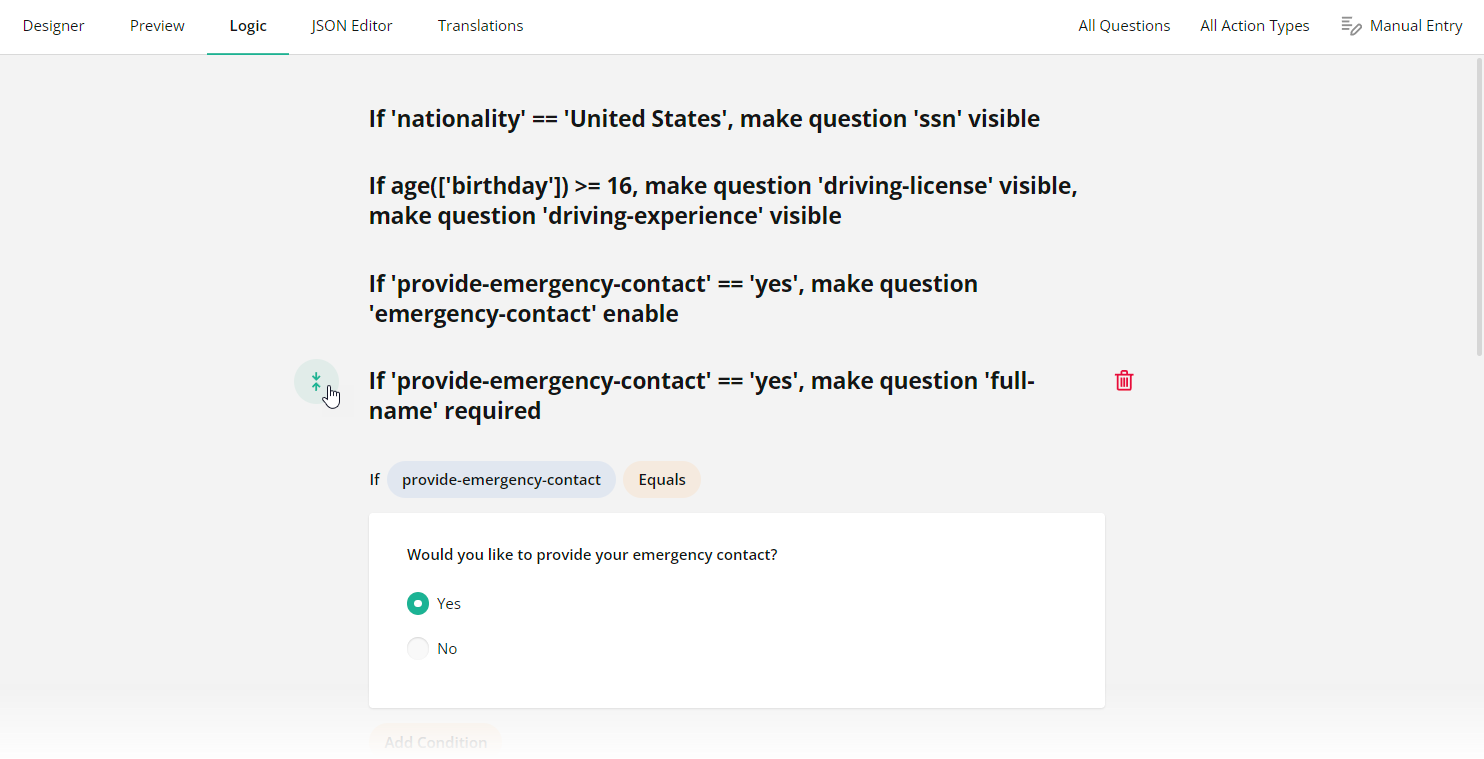 Designer Preview Logic JSON Editor Translations All Questions All Action Types Manual Entry
If 'nationality' == 'United States', make question 'ssn' visible
If age(['birthday']) >= 16, make question 'driving-license' visible,
make question 'driving-experience' visible
If 'provide-emergency-contact' == 'yes', make question
'emergency-contact' enable
If 'provide-emergency-contact' == 'yes', make question 'full-
name' required
If provide-emergency-contact Equals
Would you like to provide your emergency contact?
Yes
No
Add Condition